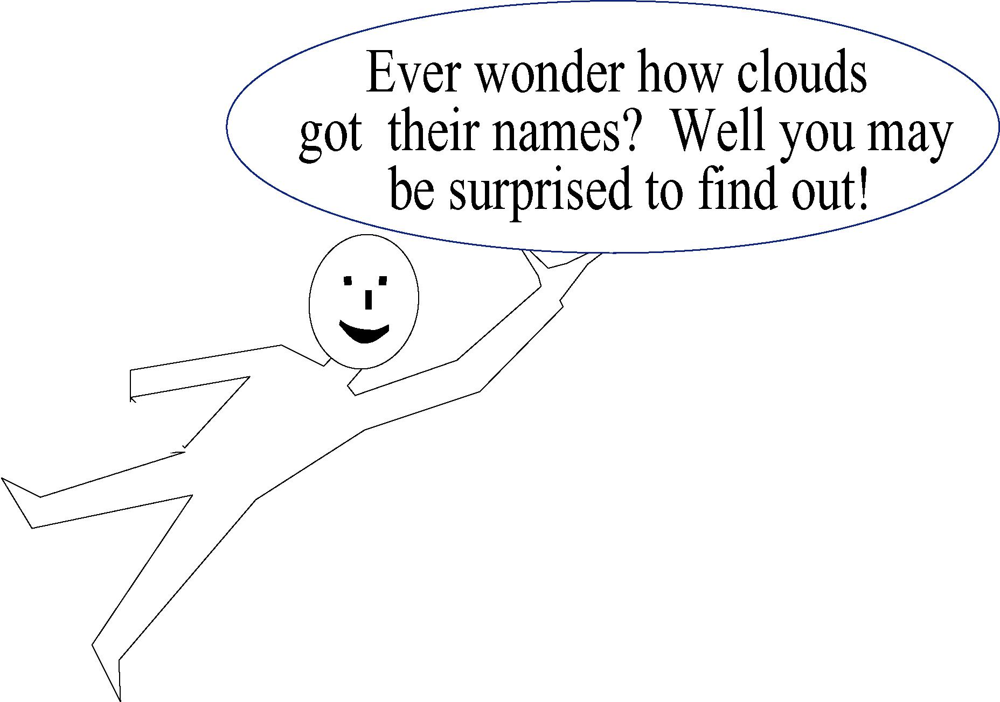 Ever wonder how clouds
got  their names?  Well you may
be surprised to find out!